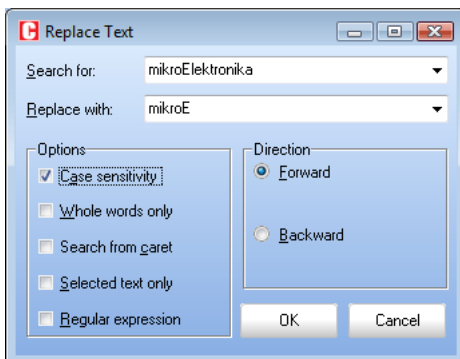 C Replace Text
Search for: mikroElektronika
Replace with: mikroE
Options
Case sensitivity
Whole words only
Search from caret
Selected text only
Regular expression
Direction
Forward
Backward
OK Cancel